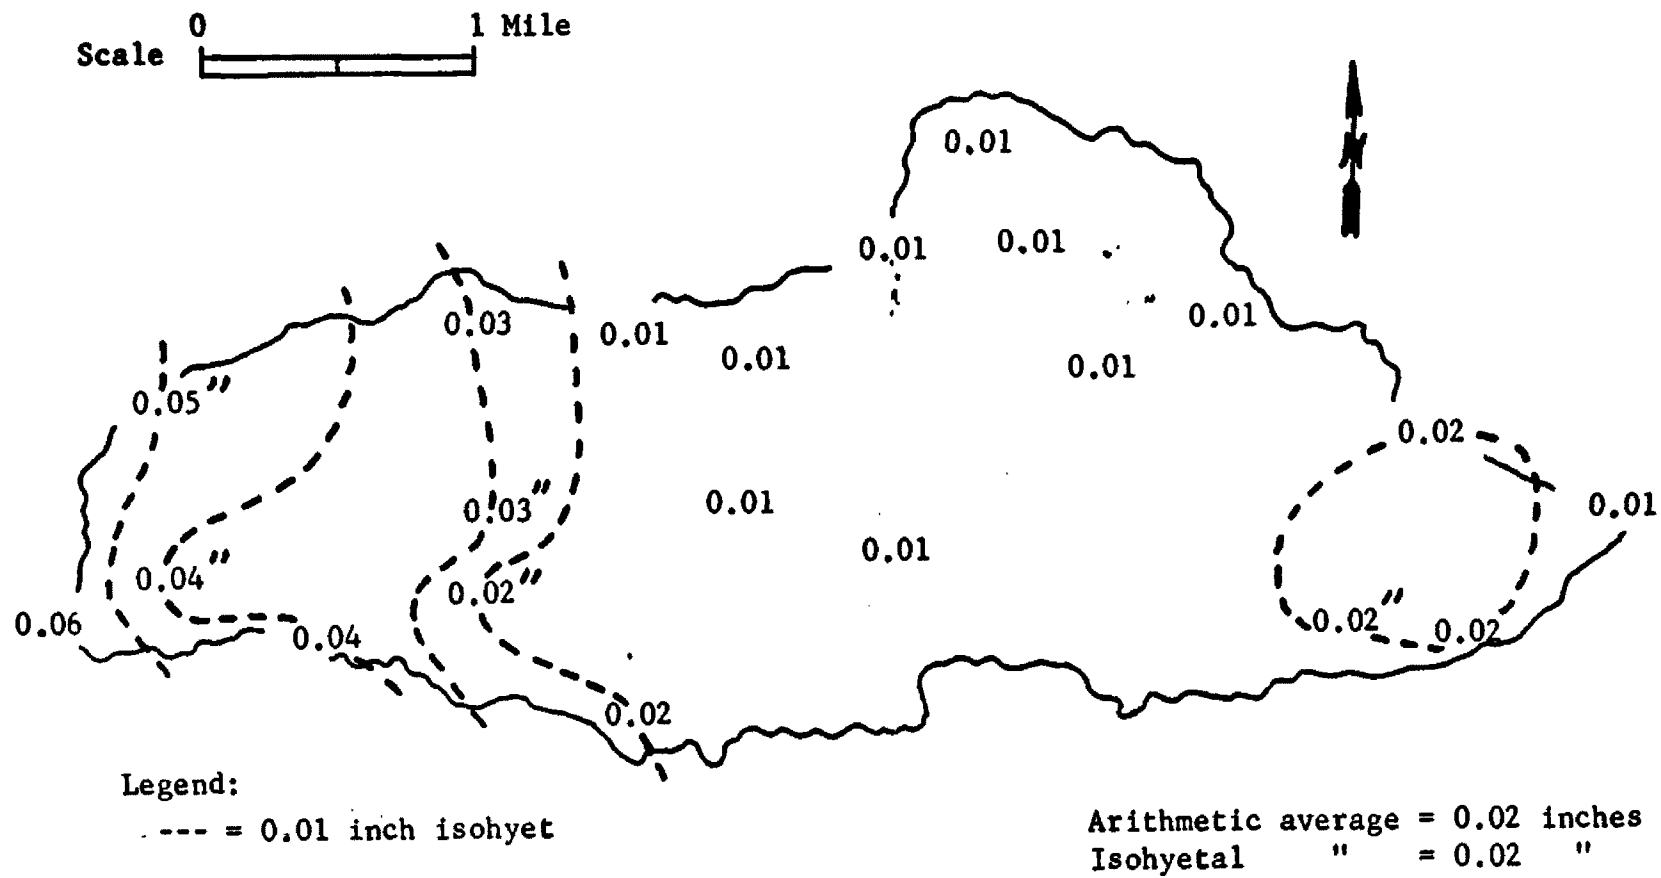 0 1 Mile
Scale
N
0.01
0.01 0.01
0.03 0.01 0.01
0.01 0.01
0.05"
0.02
0.03" 0.01 0.01
0.01
0.04" 0.02"
0.06 0.04 0.02" 0.02
0.02
Legend:
--- = 0.01 inch isohyet
Arithmetic average = 0.02 inches
Isohyetal " = 0.02 "